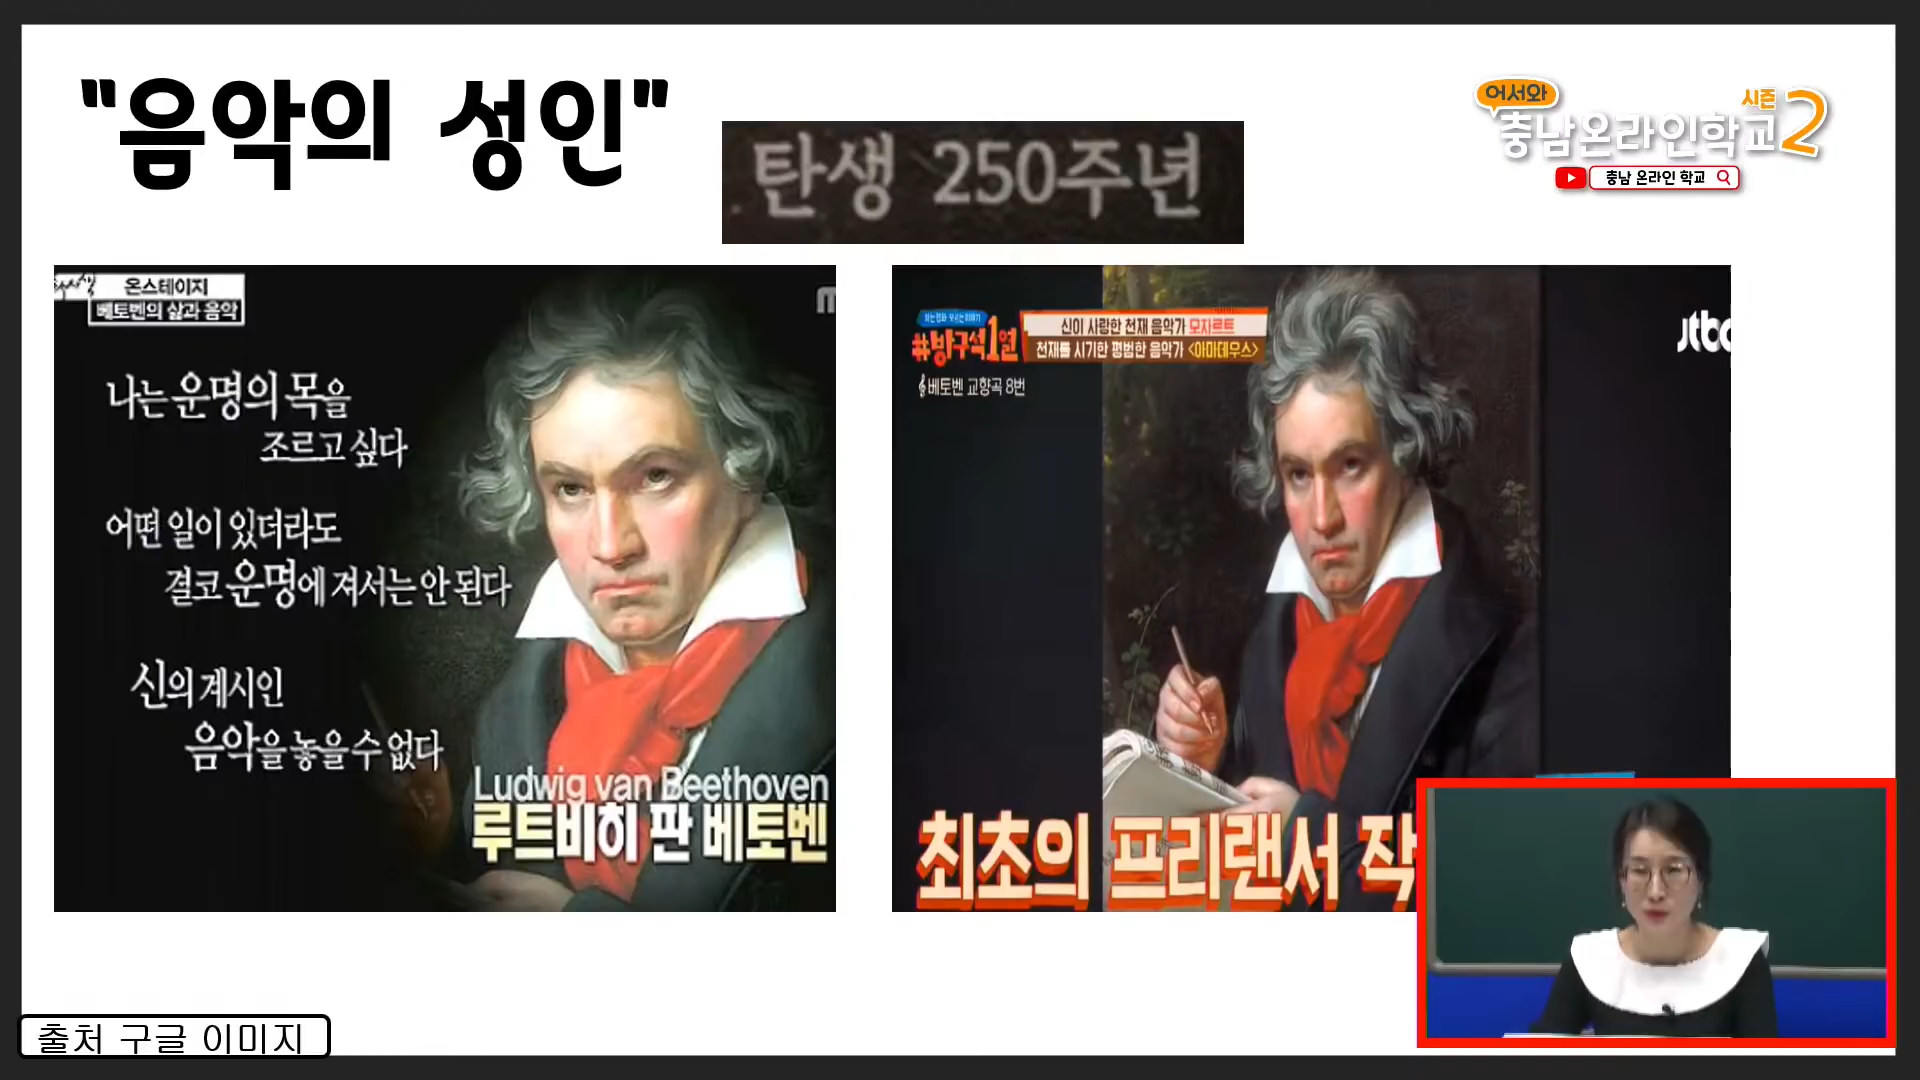 "음악의 성인"
탄생 250주년
어서와
시즌2
충남온라인학교
충남 온라인 학교
온스테이지
베토벤의 삶과 음악
나는 운명의 목을
조르고 싶다
어떤 일이 있더라도
결코 운명에 져서는 안 된다
신의 계시인
음악을 놓을 수 없다
Ludwig van Beethoven
루트비히 판 베토벤
#방구석1열
신이 사랑한 천재 음악가 모차르트
천재를 시기한 평범한 음악가 <아마데우스>
베토벤 교향곡 8번
jtbc
최초의 프리랜서 작
출처 구글 이미지